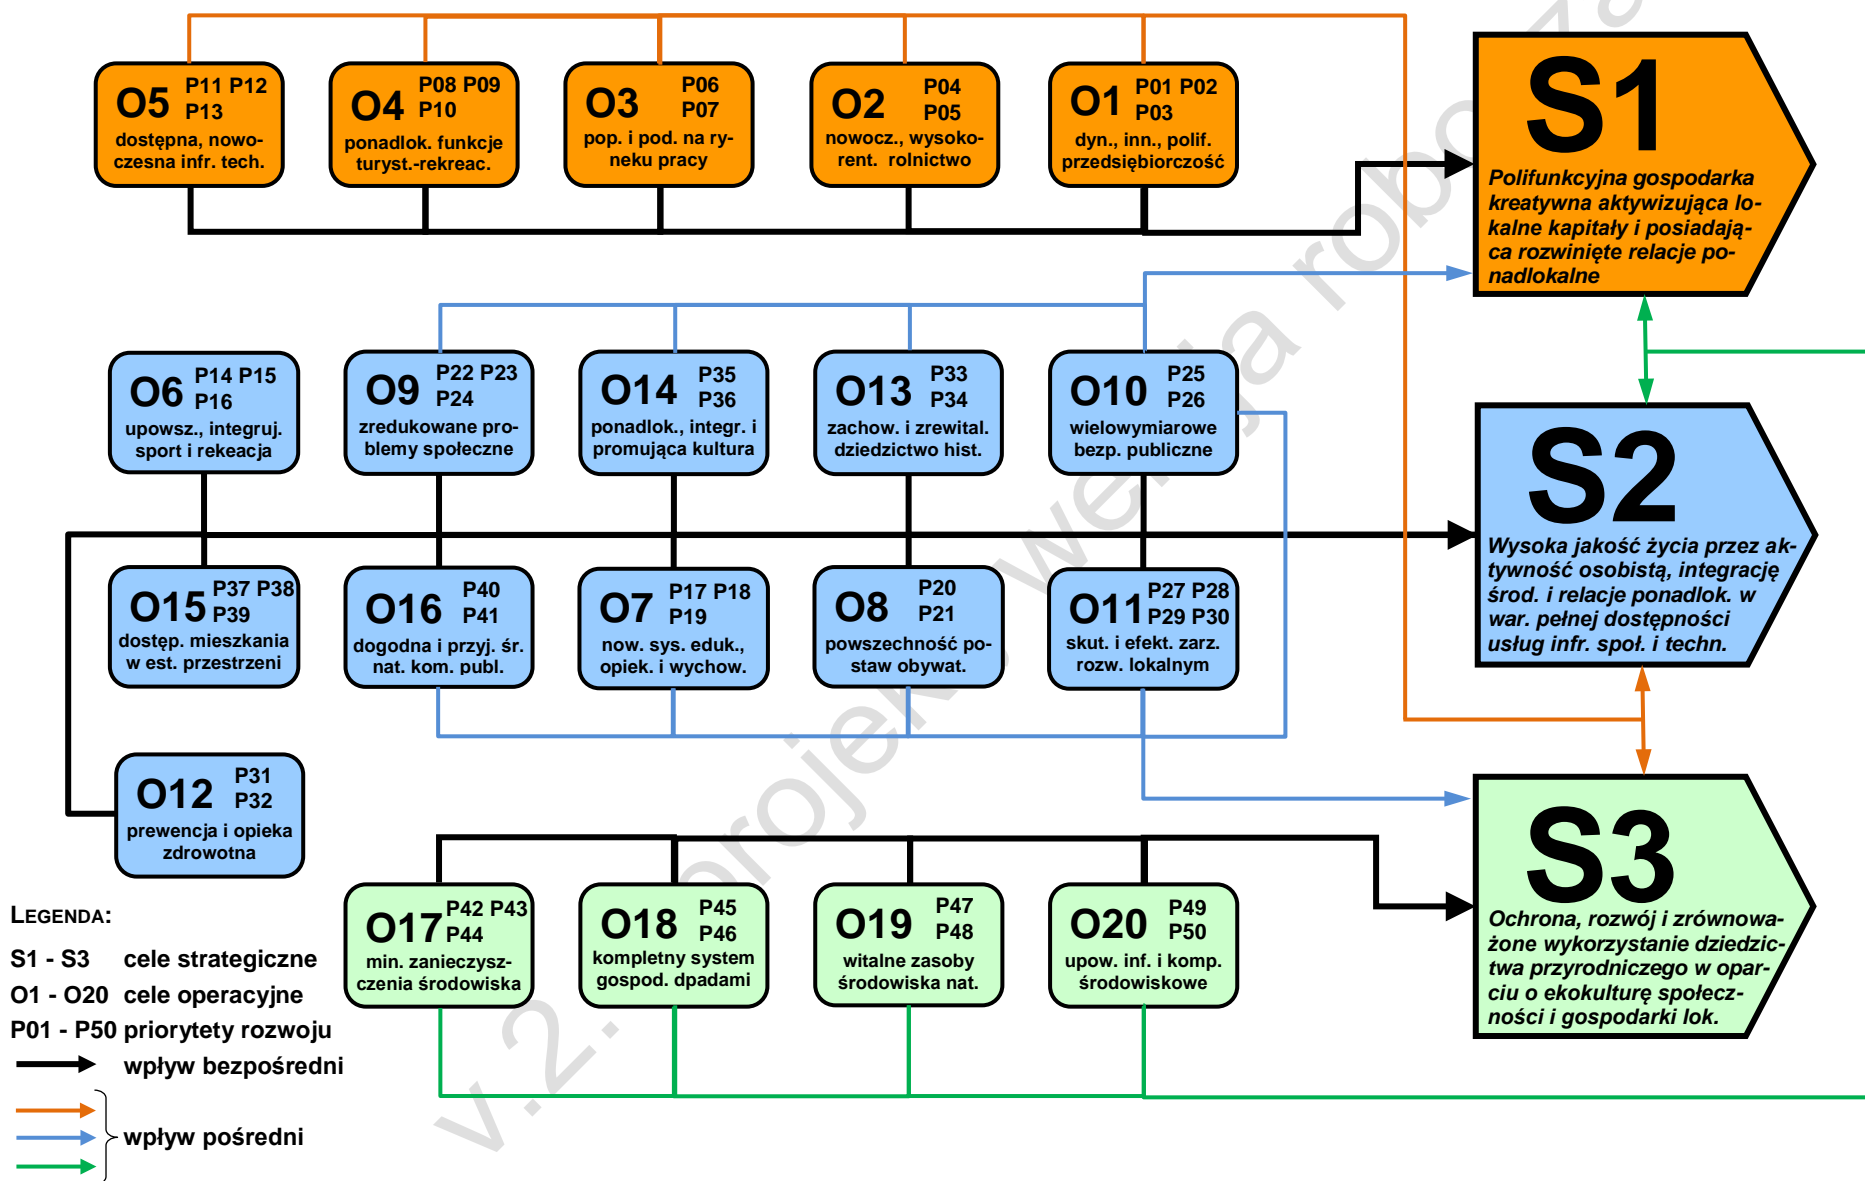 O5 P11 P12
P13
dostępna, nowo-
czesna infr. tech.
O4 P08 P09
P10
ponadlok. funkcje
turyst.-rekreac.
O3 P06
P07
pop. i pod. na ry-
neku pracy
O2 P04
P05
nowocz., wysoko-
rent. rolnictwo
O1 P01 P02
P03
dyn., inn., polif.
przedsiębiorczość
S1
Polifunkcyjna gospodarka
kreatywna aktywizująca lo-
kalne kapitały i posiadają-
ca rozwinięte relacje po-
nadlokalne
O6 P14 P15
P16
upowsz., integruj.
sport i rekeacja
O9 P22 P23
P24
zredukowane pro-
blemy społeczne
O14 P35
P36
ponadlok., integr. i
promująca kultura
O13 P33
P34
zachow. i zrewital.
dziedzictwo hist.
O10 P25
P26
wielowymiarowe
bezp. publiczne
S2
Wysoka jakość życia przez ak-
tywność osobistą, integrację
środ. i relacje ponadlok. w
war. pełnej dostępności
usług infr. społ. i techn.
O15 P37 P38
P39
dostęp. mieszkania
w est. przestrzeni
O16 P40
P41
dogodna i przyj. śr.
nat. kom. publ.
O7 P17 P18
P19
now. sys. eduk.,
opiek. i wychow.
O8 P20
P21
powszechność po-
staw obywat.
O11 P27 P28
P29 P30
skut. i efekt. zarz.
rozw. lokalnym
O12 P31
P32
prewencja i opieka
zdrowotna
S3
Ochrona, rozwój i zrównowa-
żone wykorzystanie dziedzic-
twa przyrodniczego w opar-
ciu o ekokulturę społecz-
ności i gospodarki lok.
O17 P42 P43
P44
min. zanieczysz-
czenia środowiska
O18 P45
P46
kompletny system
gospod. dpadami
O19 P47
P48
witalne zasoby
środowiska nat.
O20 P49
P50
upow. inf. i komp.
środowiskowe
LEGENDA:
S1 - S3 cele strategiczne
O1 - O20 cele operacyjne
P01 - P50 priorytety rozwoju
wpływ bezpośredni
wpływ pośredni
v.2. projekt wersja robocza